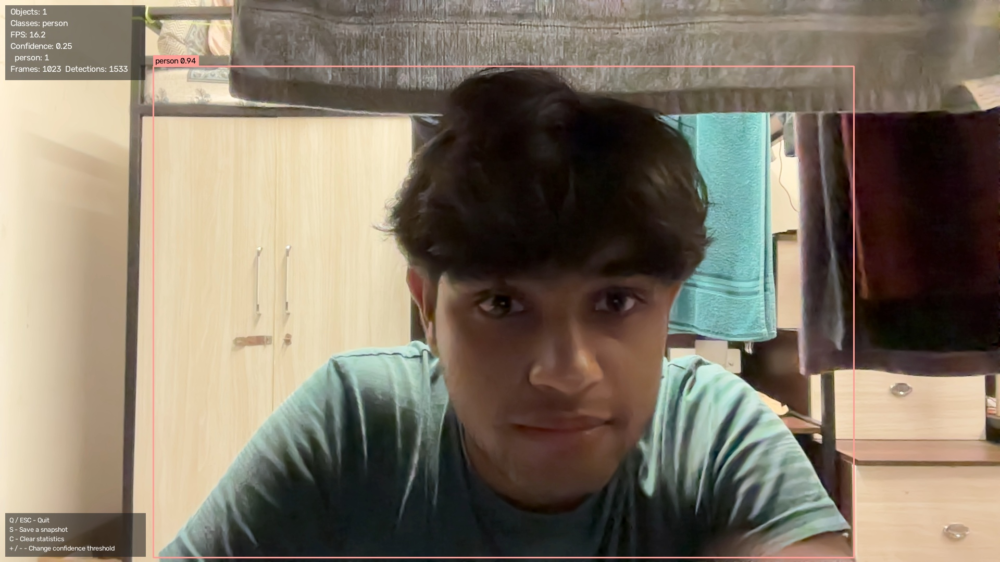 Objects: 1
Classes: person
FPS: 16.2
Confidence: 0.25
person: 1
Frames: 1023 Detections: 1533
person 0.94
Q / ESC - Quit
S - Save a snapshot
C - Clear statistics
+ / - - Change confidence threshold